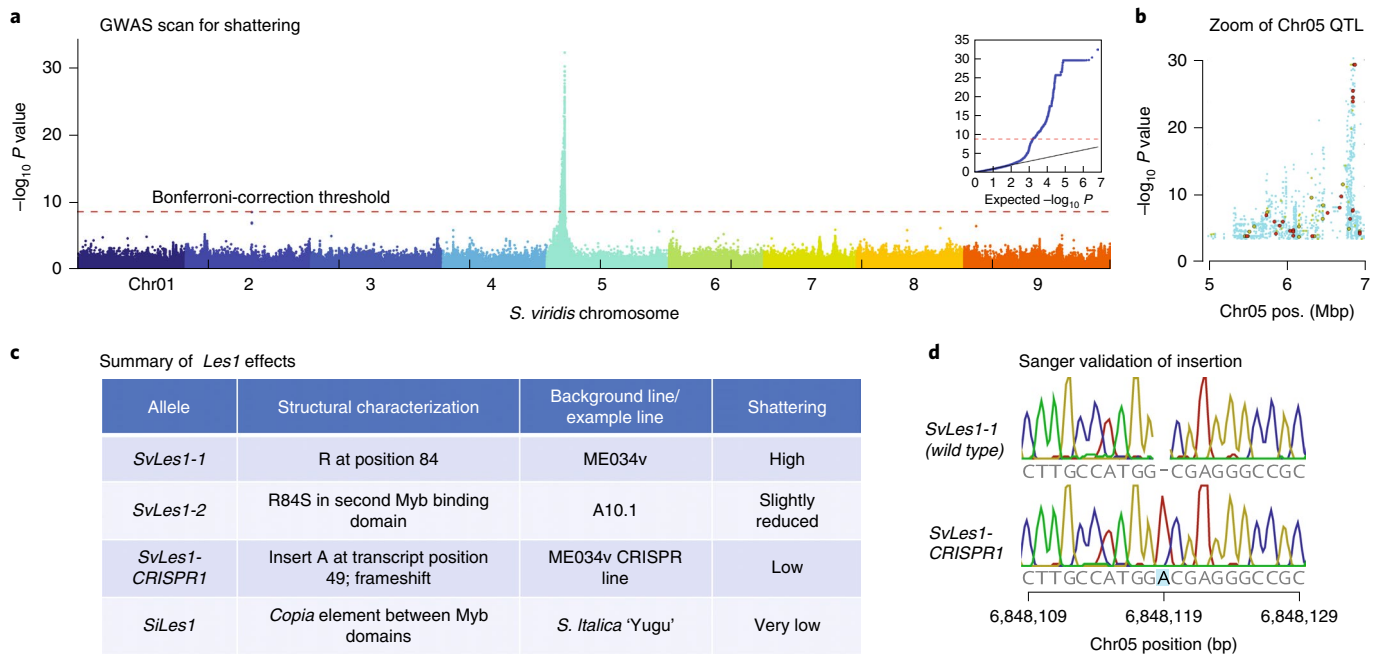 a
GWAS scan for shattering
–log10 P value
30
20
10
0
Bonferroni-correction threshold
Chr01 2 3 4 5 6 7 8 9
S. viridis chromosome
35
30
25
20
15
10
5
0
0 1 2 3 4 5 6 7
Expected –log10 P
b
Zoom of Chr05 QTL
–log10 P value
30
20
10
0
5 6 7
Chr05 pos. (Mbp)
c
Summary of Les1 effects
Allele
Structural characterization
Background line/
example line
Shattering
SvLes1-1
R at position 84
ME034v
High
SvLes1-2
R84S in second Myb binding
domain
A10.1
Slightly
reduced
SvLes1-
CRISPR1
Insert A at transcript position
49; frameshift
ME034v CRISPR
line
Low
SiLes1
Copia element between Myb
domains
S. Italica ‘Yugu’
Very low
d
Sanger validation of insertion
SvLes1-1
(wild type)
CTTGCCATGG–CGAGGGCCGC
SvLes1-
CRISPR1
CTTGCCATGGACGAGGGCCGC
6,848,109 6,848,119 6,848,129
Chr05 position (bp)